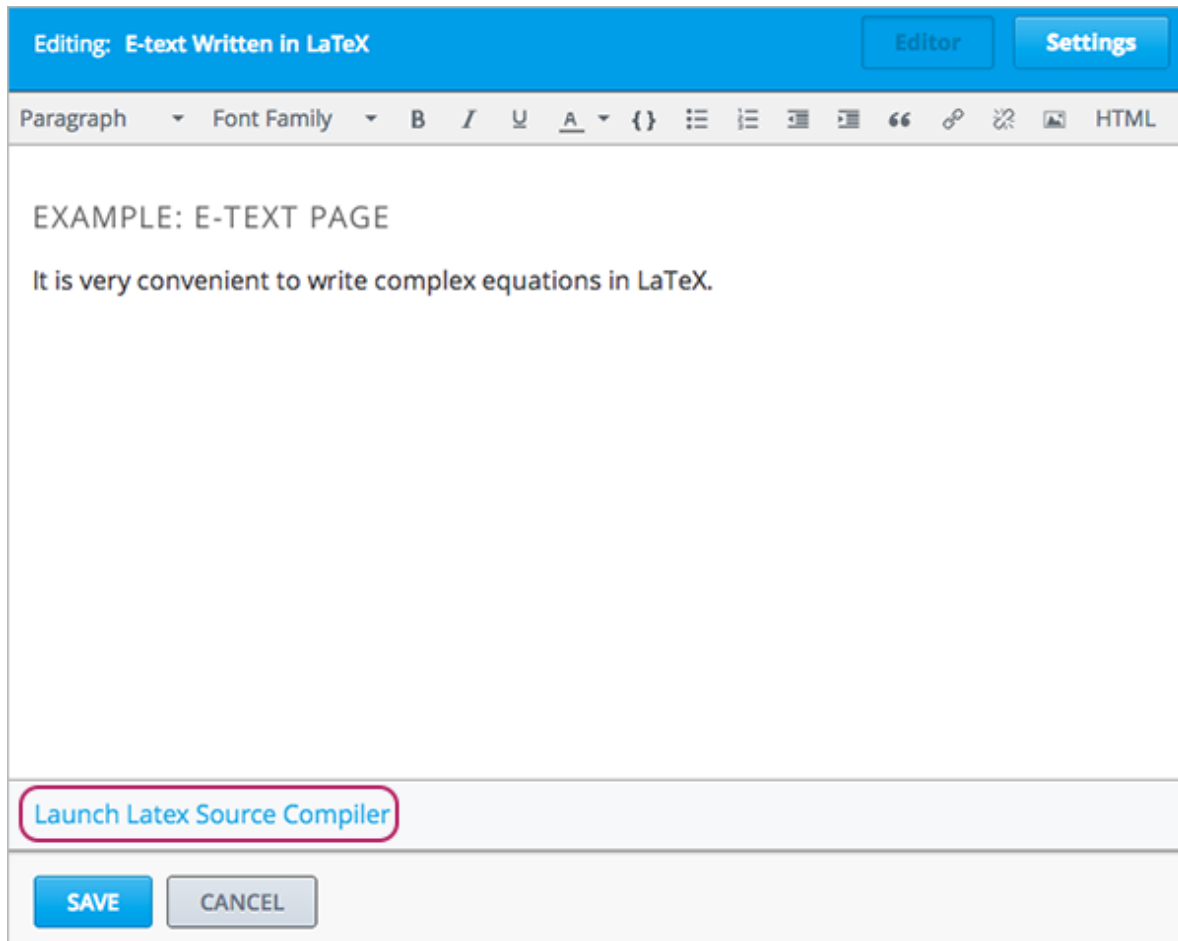 Editing: E-text Written in LaTeX Editor Settings
Paragraph Font Family B I U A {} “ HTML
EXAMPLE: E-TEXT PAGE
It is very convenient to write complex equations in LaTeX.
Launch Latex Source Compiler
SAVE CANCEL